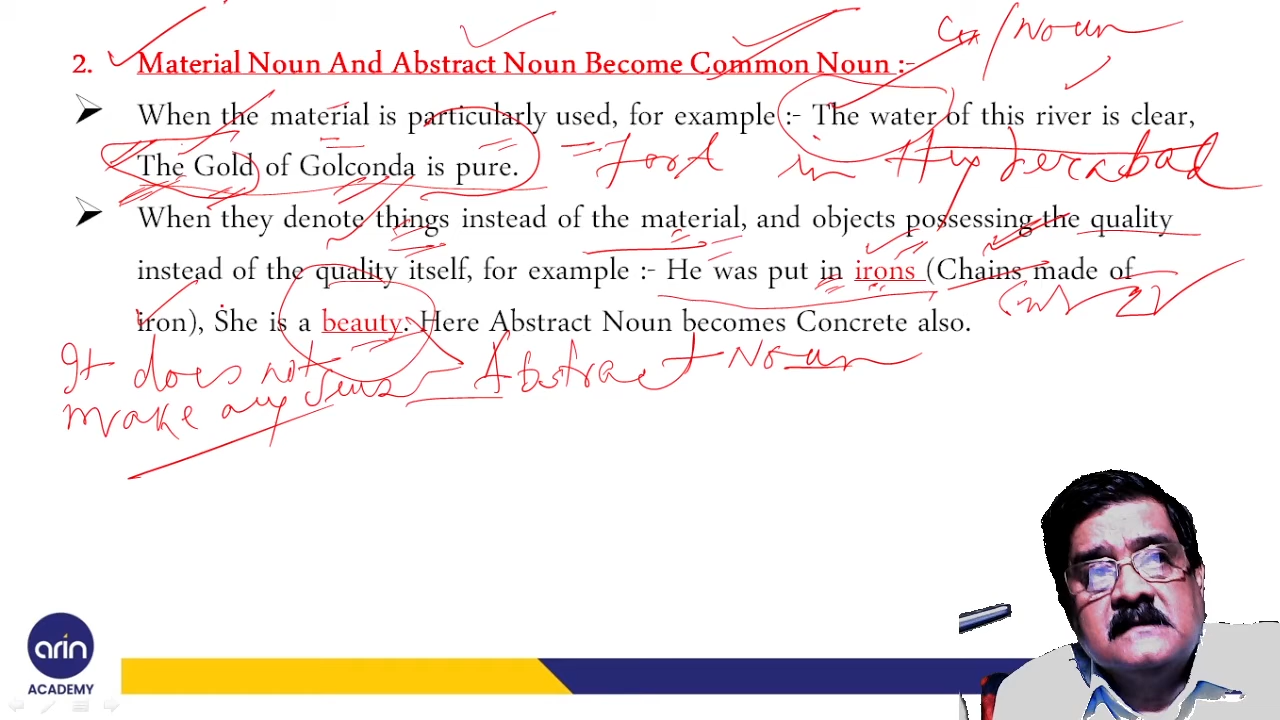 Noun
2. Material Noun And Abstract Noun Become Common Noun :-
When the material is particularly used, for example :- The water of this river is clear,
The Gold of Golconda is pure.
Fort in Hyderabad
When they denote things instead of the material, and objects possessing the quality
instead of the quality itself, for example :- He was put in irons (Chains made of
iron), She is a beauty. Here Abstract Noun becomes Concrete also.
It does not
make any
Abstract Noun
arin
ACADEMY